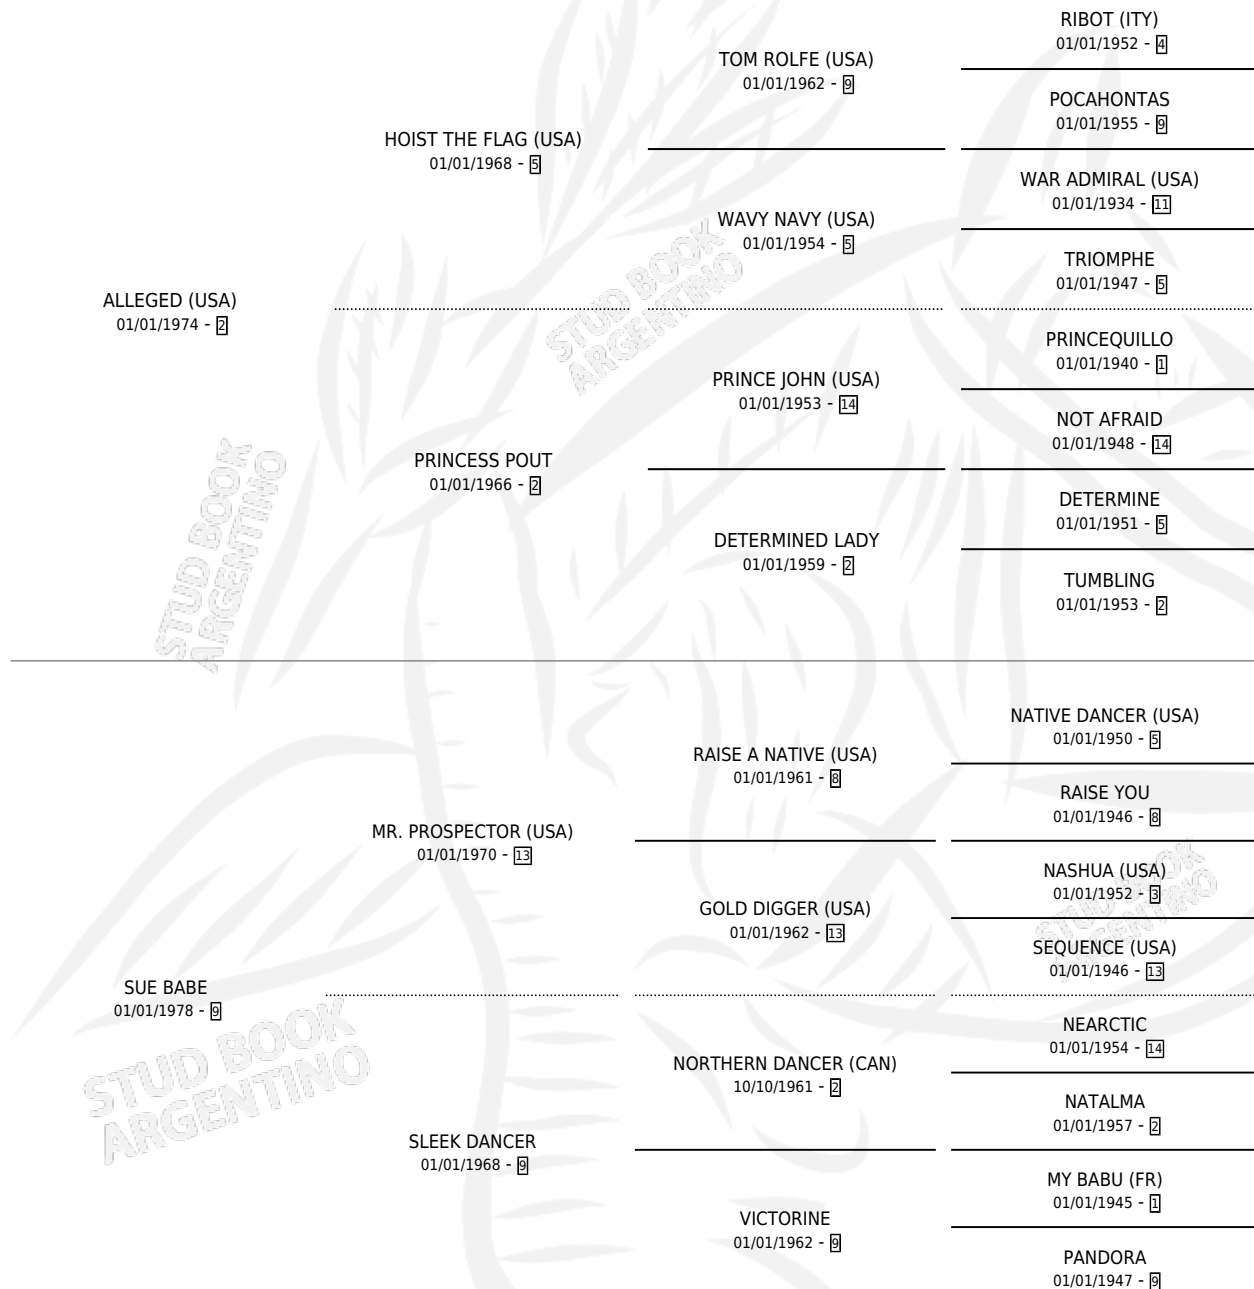 RIBOT (ITY)
01/01/1952 - 4
TOM ROLFE (USA)
01/01/1962 - 9
POCAHONTAS
01/01/1955 - 9
HOIST THE FLAG (USA)
01/01/1968 - 5
WAR ADMIRAL (USA)
01/01/1934 - 11
WAVY NAVY (USA)
01/01/1954 - 5
TRIOMPHE
01/01/1947 - 5
ALLEGED (USA)
01/01/1974 - 2
PRINCEQUILLO
01/01/1940 - 1
PRINCE JOHN (USA)
01/01/1953 - 14
NOT AFRAID
01/01/1948 - 14
PRINCESS POUT
01/01/1966 - 2
DETERMINE
01/01/1951 - 5
DETERMINED LADY
01/01/1959 - 2
TUMBLING
01/01/1953 - 2
NATIVE DANCER (USA)
01/01/1950 - 5
RAISE A NATIVE (USA)
01/01/1961 - 8
RAISE YOU
01/01/1946 - 8
MR. PROSPECTOR (USA)
01/01/1970 - 13
NASHUA (USA)
01/01/1952 - 3
GOLD DIGGER (USA)
01/01/1962 - 13
SEQUENCE (USA)
01/01/1946 - 13
SUE BABE
01/01/1978 - 9
NEARCTIC
01/01/1954 - 14
NORTHERN DANCER (CAN)
10/10/1961 - 2
NATALMA
01/01/1957 - 2
SLEEK DANCER
01/01/1968 - 9
MY BABU (FR)
01/01/1945 - 1
VICTORINE
01/01/1962 - 9
PANDORA
01/01/1947 - 9
STUD BOOK
ARGENTINO
STUD BOOK
ARGENTINO
STUD BOOK
ARGENTINO
STUD BOOK
ARGENTINO